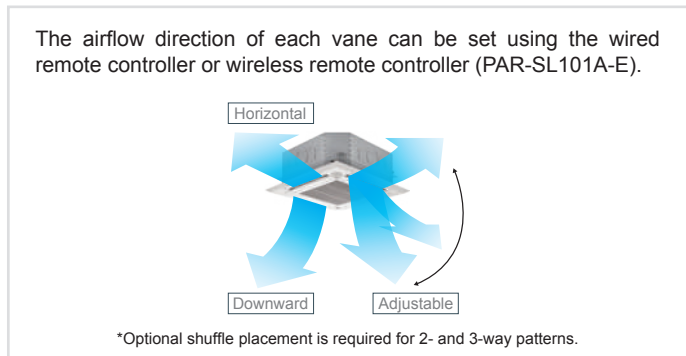 The airflow direction of each vane can be set using the wired
remote controller or wireless remote controller (PAR-SL101A-E).
Horizontal
Downward
Adjustable
*Optional shuffle placement is required for 2- and 3-way patterns.